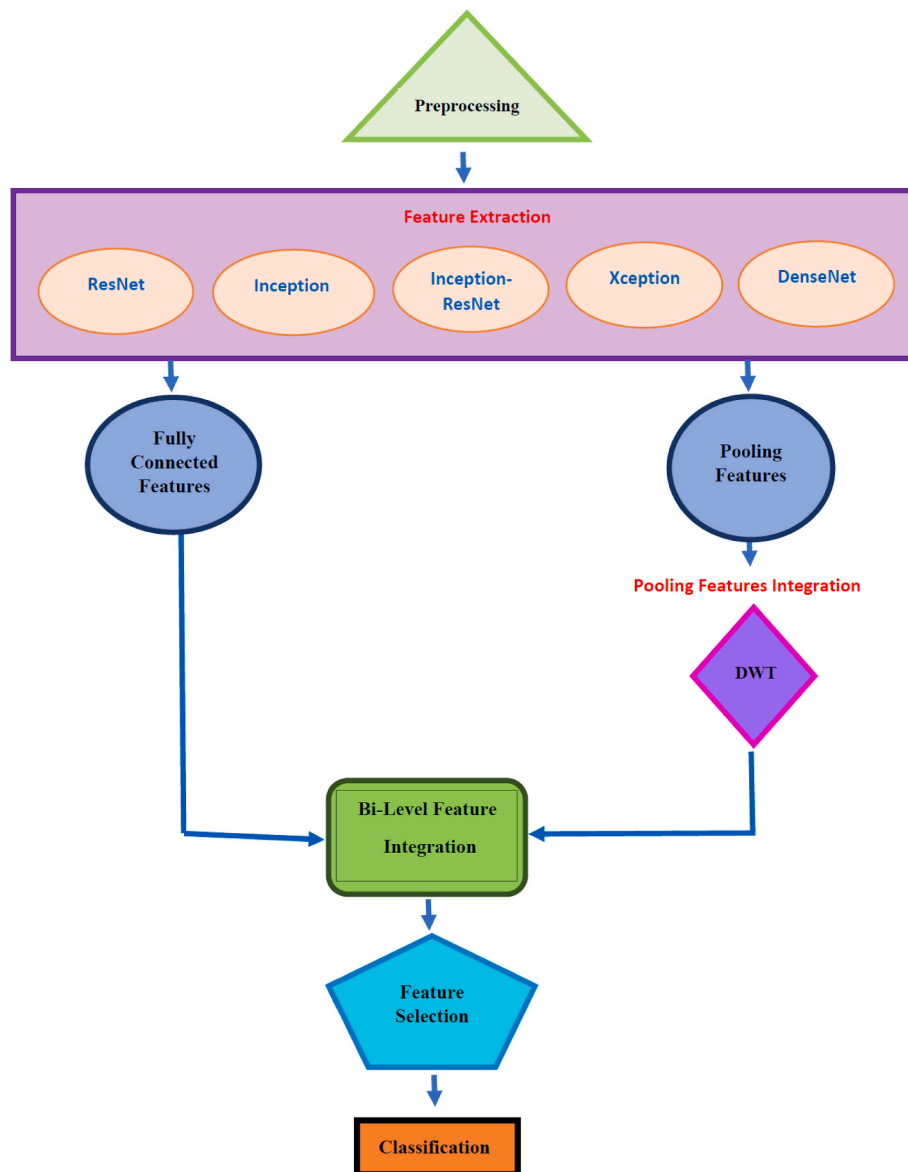 Preprocessing
Feature Extraction
ResNet
Inception
Inception-
ResNet
Xception
DenseNet
Fully
Connected
Features
Pooling
Features
Pooling Features Integration
DWT
Bi-Level Feature
Integration
Feature
Selection
Classification